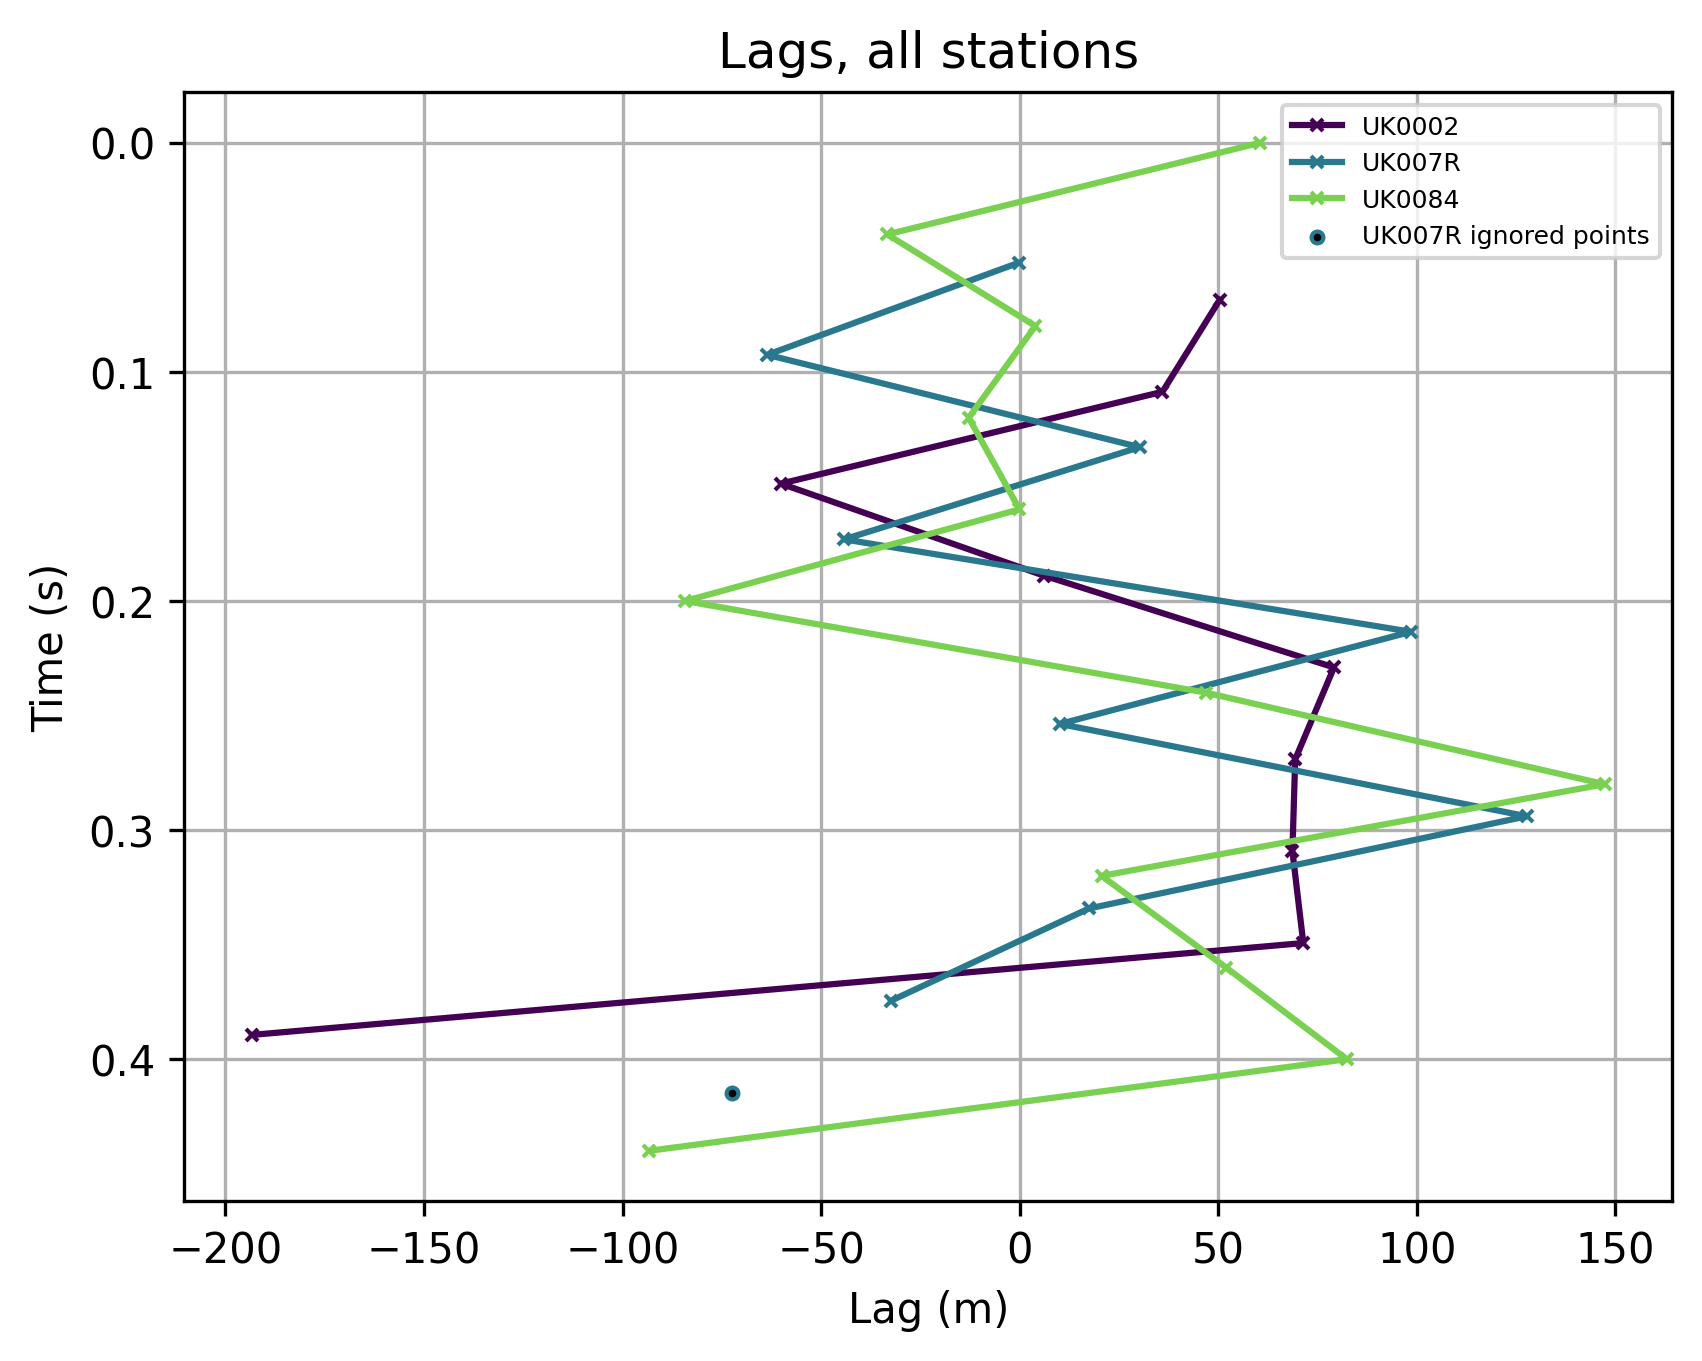 Lags, all stations
UK0002
UK007R
UK0084
UK007R ignored points
Time (s)
0.0
0.1
0.2
0.3
0.4
−200 −150 −100 −50 0 50 100 150
Lag (m)